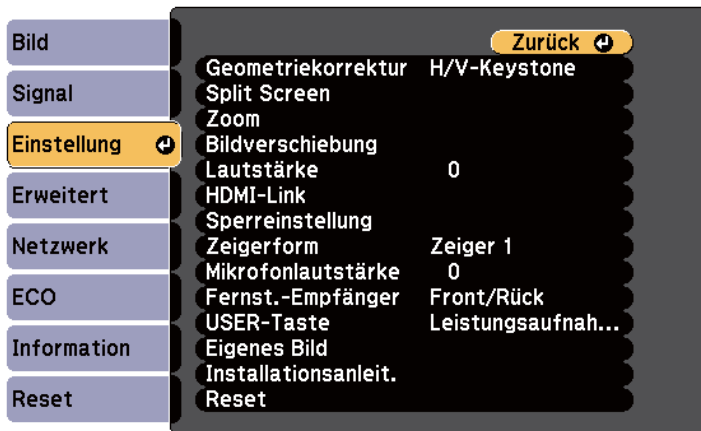 Bild
Signal
Einstellung
Erweitert
Netzwerk
ECO
Information
Reset
Zurück
Geometriekorrektur H/V-Keystone
Split Screen
Zoom
Bildverschiebung
Lautstärke 0
HDMI-Link
Sperreinstellung
Zeigerform Zeiger 1
Mikrofonlautstärke 0
Fernst.-Empfänger Front/Rück
USER-Taste Leistungsaufnah...
Eigenes Bild
Installationsanleit.
Reset